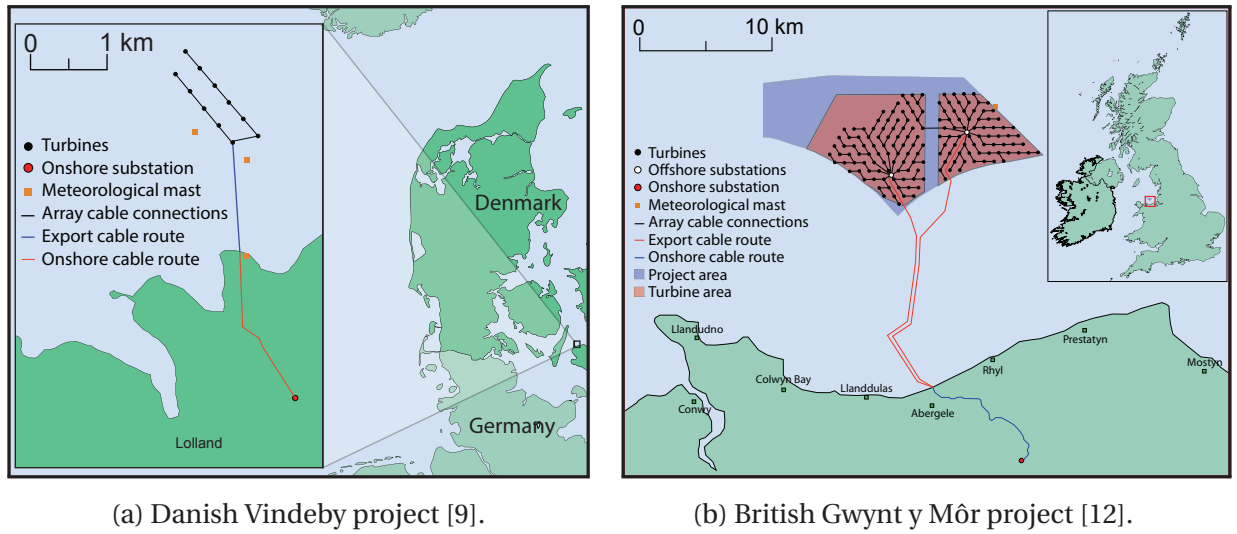 0 1 km
Turbines
Onshore substation
Meteorological mast
Array cable connections
Export cable route
Onshore cable route
Lolland
Denmark
Germany
0 10 km
Turbines
Offshore substations
Onshore substation
Meteorological mast
Array cable connections
Export cable route
Onshore cable route
Project area
Turbine area
Llandudno
Prestatyn
Mostyn
Rhyl
Colwyn Bay
Llanddulas
Conwy
Abergele
(a) Danish Vindeby project [9].
(b) British Gwynt y Môr project [12].